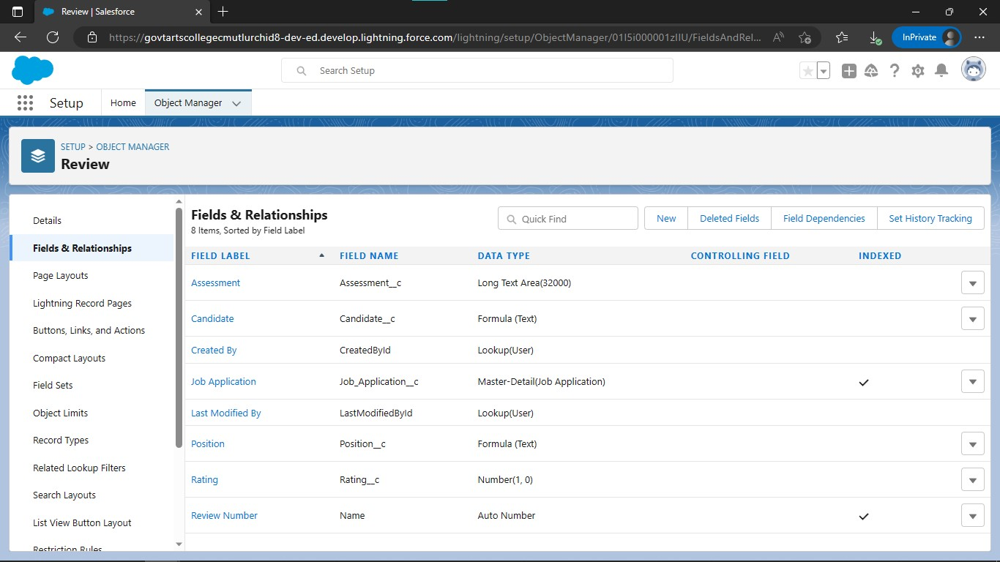 Review | Salesforce
https://govtartscollegecmutlurchid8-dev-ed.develop.lightning.force.com/lightning/setup/ObjectManager/01I5i000001zIIU/FieldsAndRel...
InPrivate
Search Setup
Setup
Home
Object Manager
SETUP > OBJECT MANAGER
Review
Details
Fields & Relationships
Page Layouts
Lightning Record Pages
Buttons, Links, and Actions
Compact Layouts
Field Sets
Object Limits
Record Types
Related Lookup Filters
Search Layouts
List View Button Layout
Restriction Rules
Fields & Relationships
8 Items, Sorted by Field Label
Quick Find
New
Deleted Fields
Field Dependencies
Set History Tracking
FIELD LABEL FIELD NAME DATA TYPE CONTROLLING FIELD INDEXED
Assessment Assessment__c Long Text Area(32000)
Candidate Candidate__c Formula (Text)
Created By CreatedById Lookup(User)
Job Application Job_Application__c Master-Detail(Job Application)
Last Modified By LastModifiedById Lookup(User)
Position Position__c Formula (Text)
Rating Rating__c Number(1, 0)
Review Number Name Auto Number